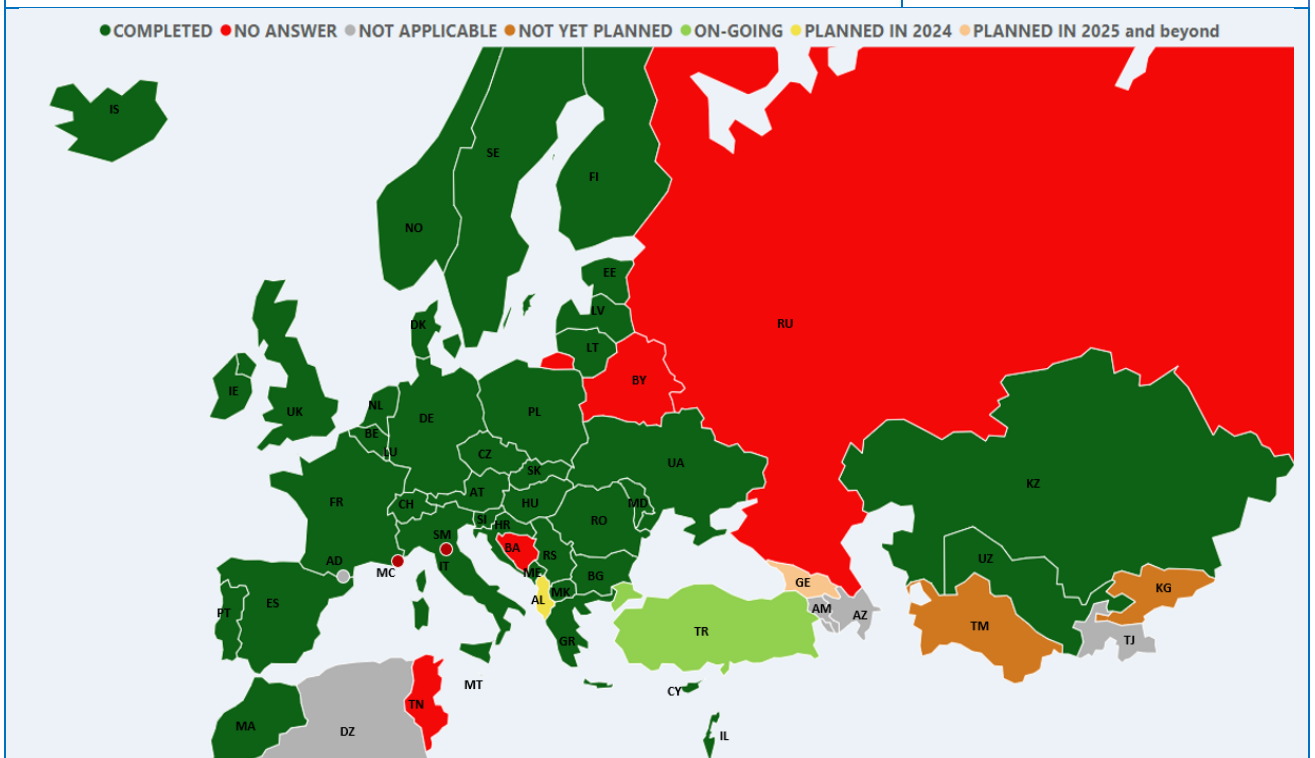 COMPLETED NO ANSWER NOT APPLICABLE NOT YET PLANNED ON-GOING PLANNED IN 2024 PLANNED IN 2025 and beyond
IS
SE
FI
NO
EE
LV
DK
RU
LT
BY
IE
NL
UK
DE
PL
BE
LU
CZ
UA
SK
KZ
FR
CH
AT
HU
MD
SI
HR
RO
SM
BA
RS
UZ
AD
MC
IT
ME
BG
GE
KG
MK
AL
PT
ES
AM
AZ
TM
TR
GR
TJ
MT
CY
TN
MA
DZ
IL